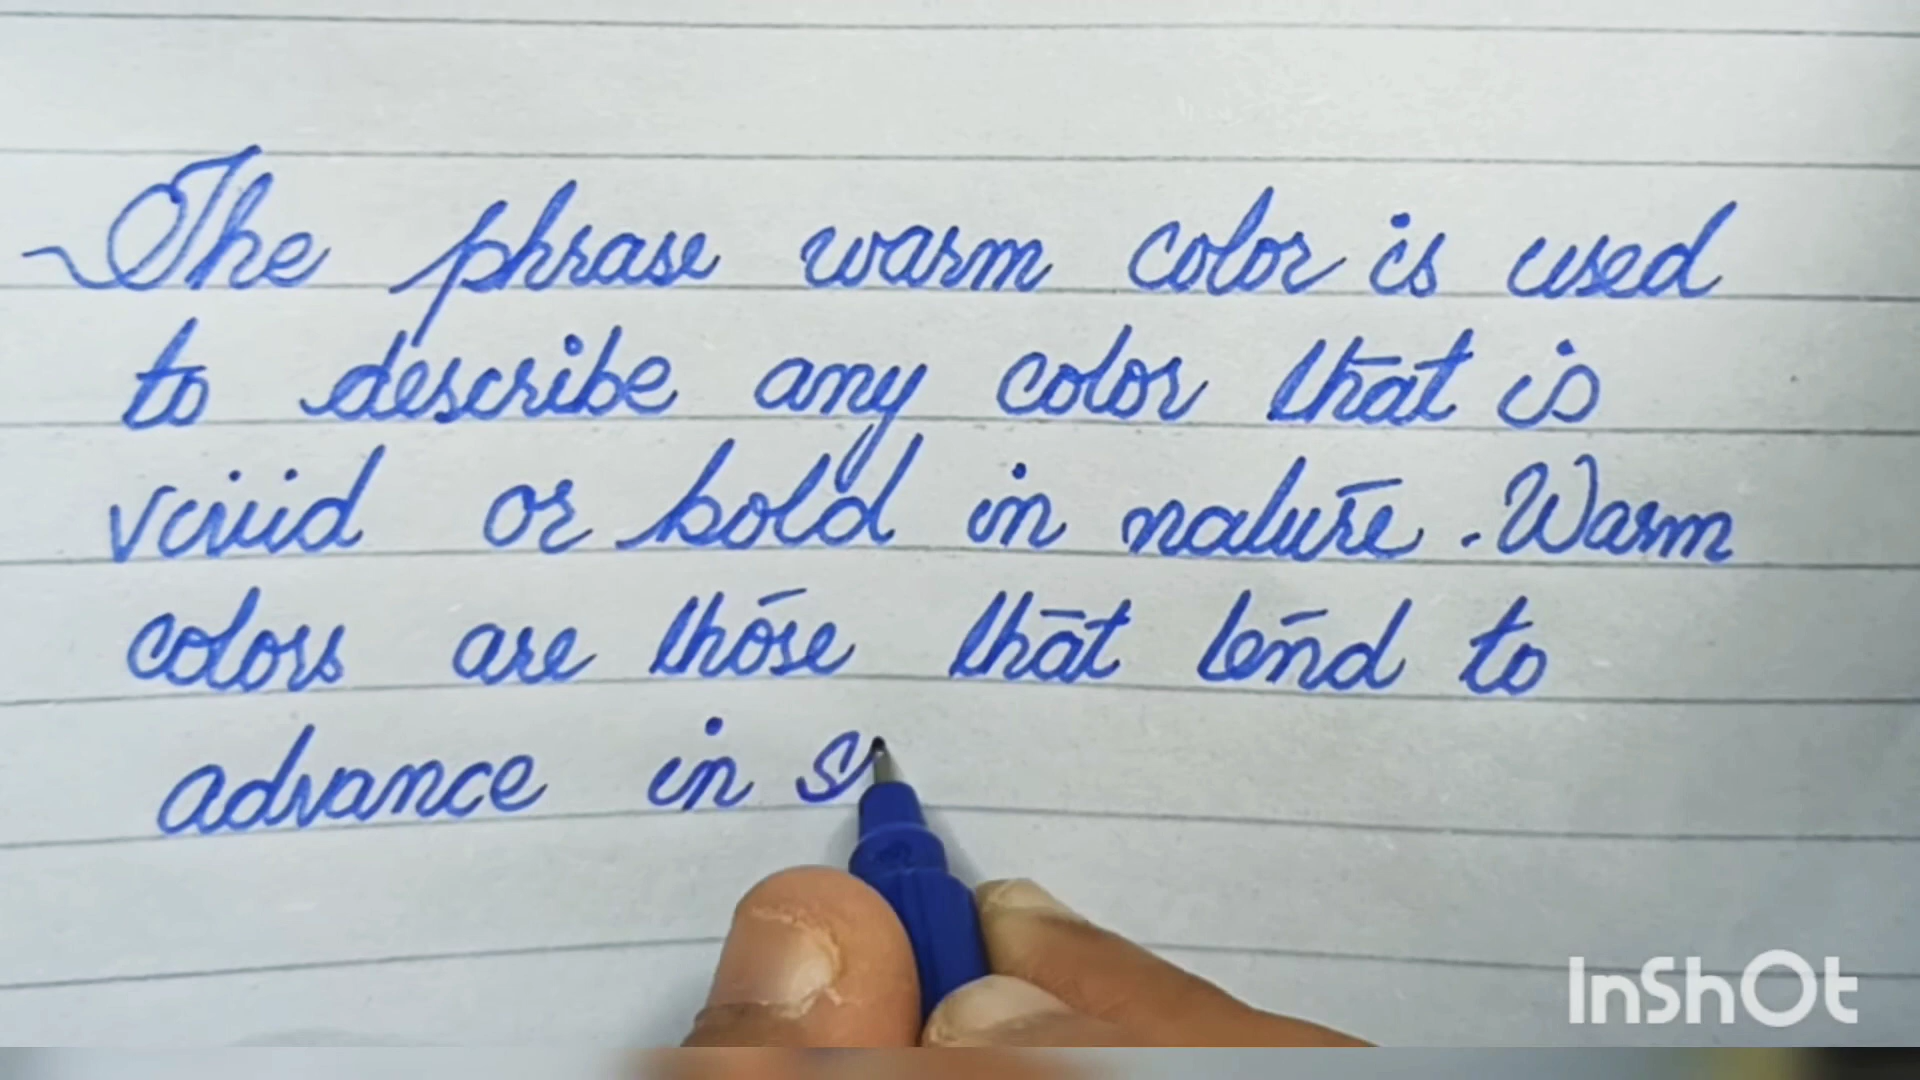 The phrase warm color is used
to describe any color that is
vivid or bold in nature. Warm
colors are those that tend to
advance in s
InShOt